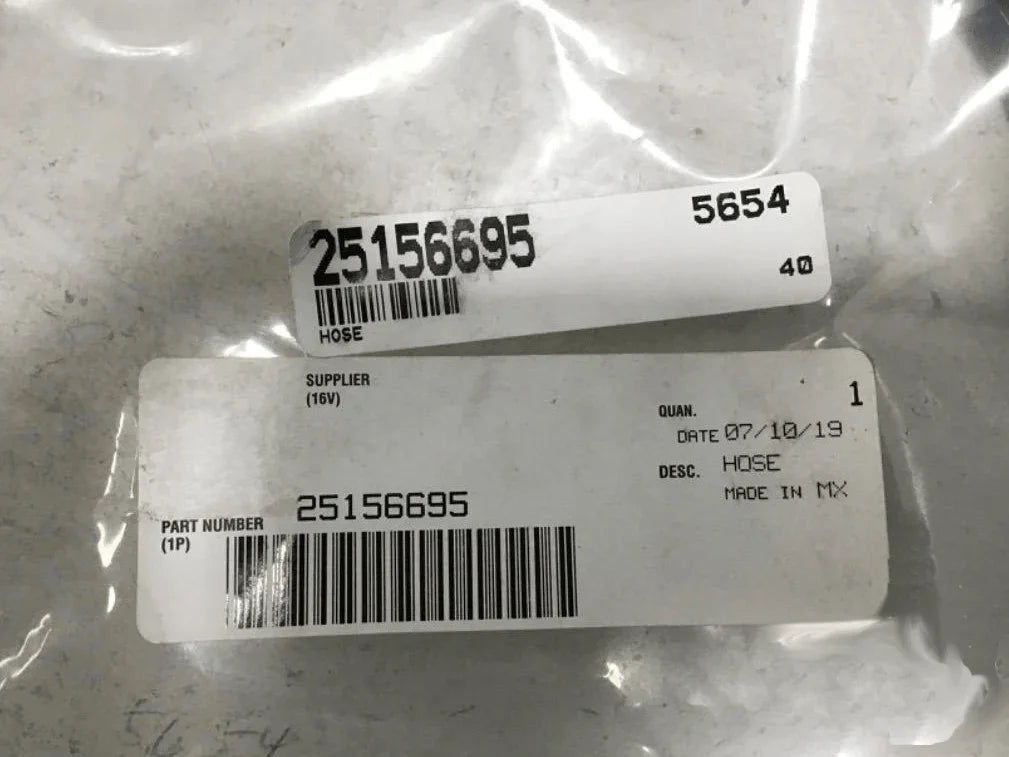 25156695 5654
40
HOSE
SUPPLIER
(16V)
QUAN. 1
DATE 07/10/19
DESC. HOSE
MADE IN MX
PART NUMBER 25156695
(1P)
5654